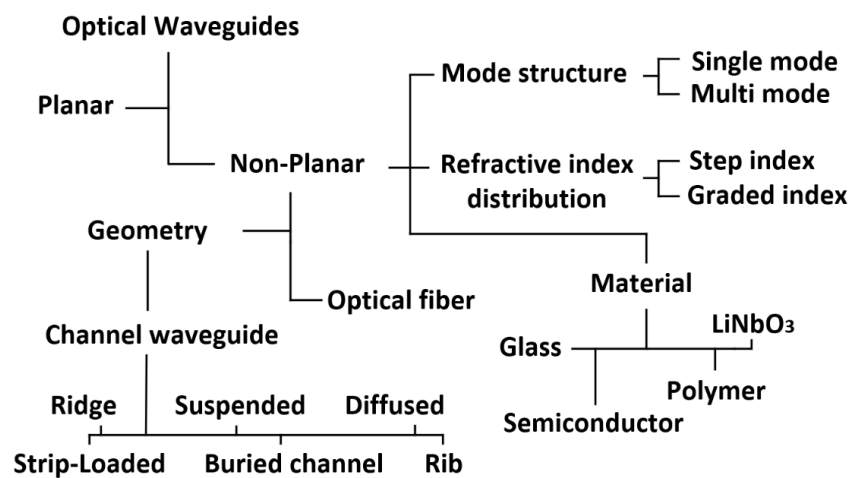 Optical Waveguides
Planar
Non-Planar
Mode structure
Single mode
Multi mode
Refractive index
distribution
Step index
Graded index
Geometry
Optical fiber
Material
Channel waveguide
Glass
LiNbO₃
Polymer
Semiconductor
Ridge
Suspended
Diffused
Strip-Loaded
Buried channel
Rib